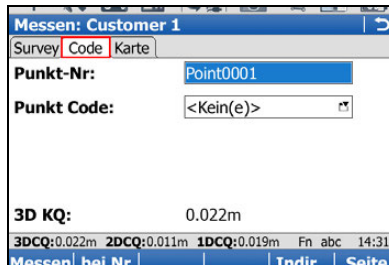 Messen: Customer 1
Survey Code Karte
Punkt-Nr: Point0001
Punkt Code: <Kein(e)>
3D KQ: 0.022m
3DCQ:0.022m 2DCQ:0.011m 1DCQ:0.019m Fn abc 14:31
Messen bei Nr Indir Seite